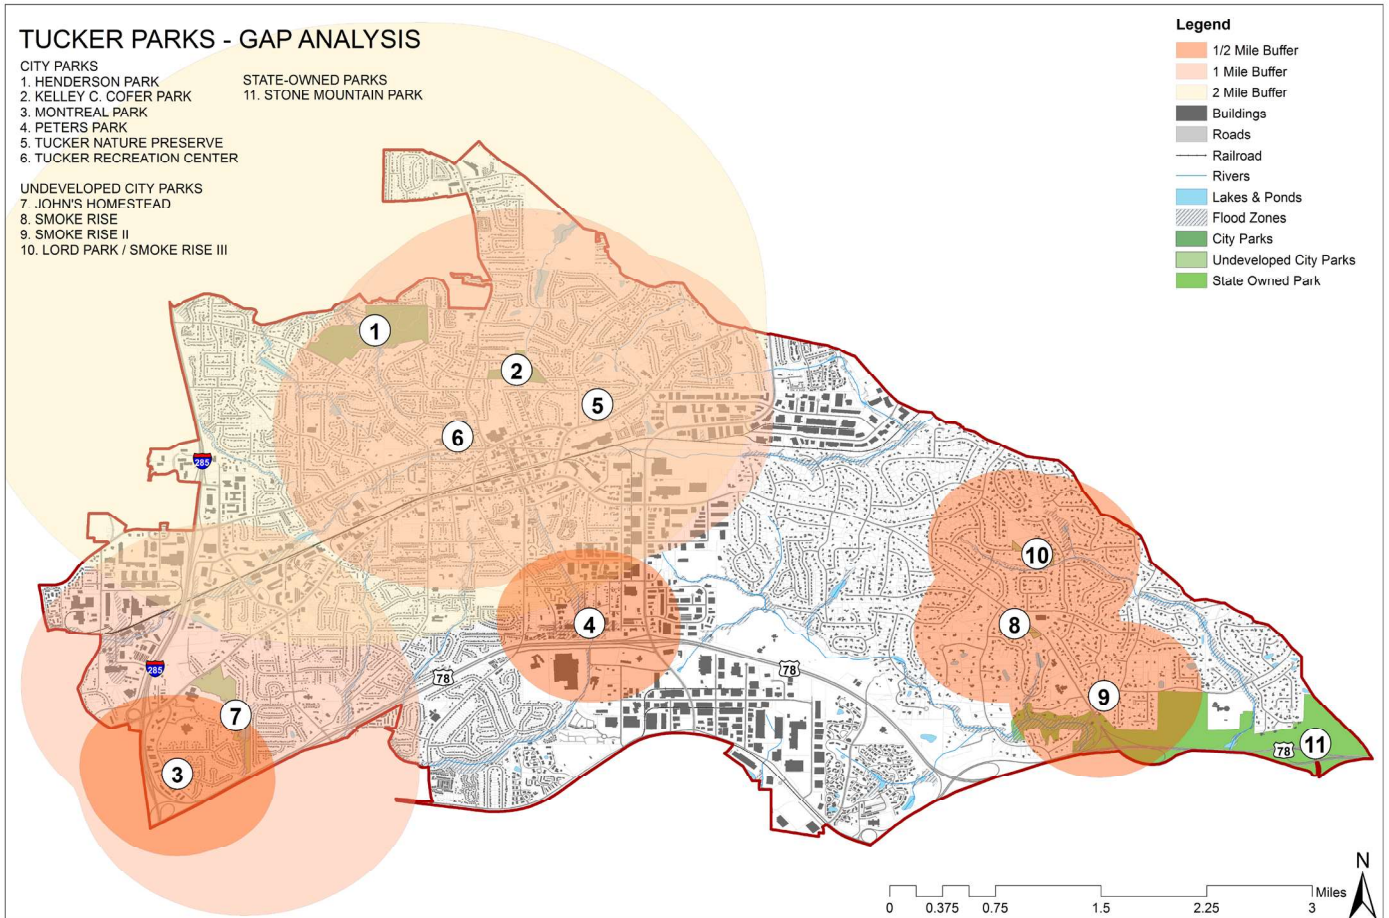 TUCKER PARKS - GAP ANALYSIS
CITY PARKS
1. HENDERSON PARK
2. KELLEY C. COFER PARK
3. MONTREAL PARK
4. PETERS PARK
5. TUCKER NATURE PRESERVE
6. TUCKER RECREATION CENTER
UNDEVELOPED CITY PARKS
7. JOHN'S HOMESTEAD
8. SMOKE RISE
9. SMOKE RISE II
10. LORD PARK / SMOKE RISE III
STATE-OWNED PARKS
11. STONE MOUNTAIN PARK
Legend
1/2 Mile Buffer
1 Mile Buffer
2 Mile Buffer
Buildings
Roads
Railroad
Rivers
Lakes & Ponds
Flood Zones
City Parks
Undeveloped City Parks
State Owned Park
1
2
5
6
285
10
4
8
285
78
78
9
7
3
78
11
N
Miles
0 0.375 0.75 1.5 2.25 3